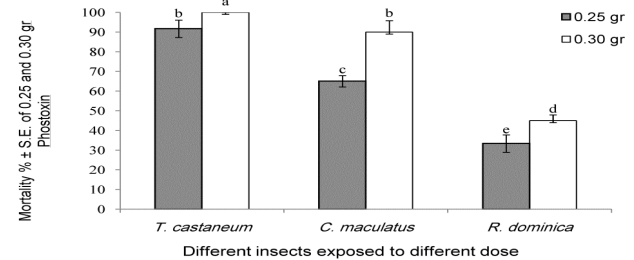 Mortality % ± S.E. of 0.25 and 0.30 gr
Phostoxin
100
90
80
70
60
50
40
30
20
10
0
b
a
c
b
e
d
0.25 gr
0.30 gr
T. castaneum
C. maculatus
R. dominica
Different insects exposed to different dose